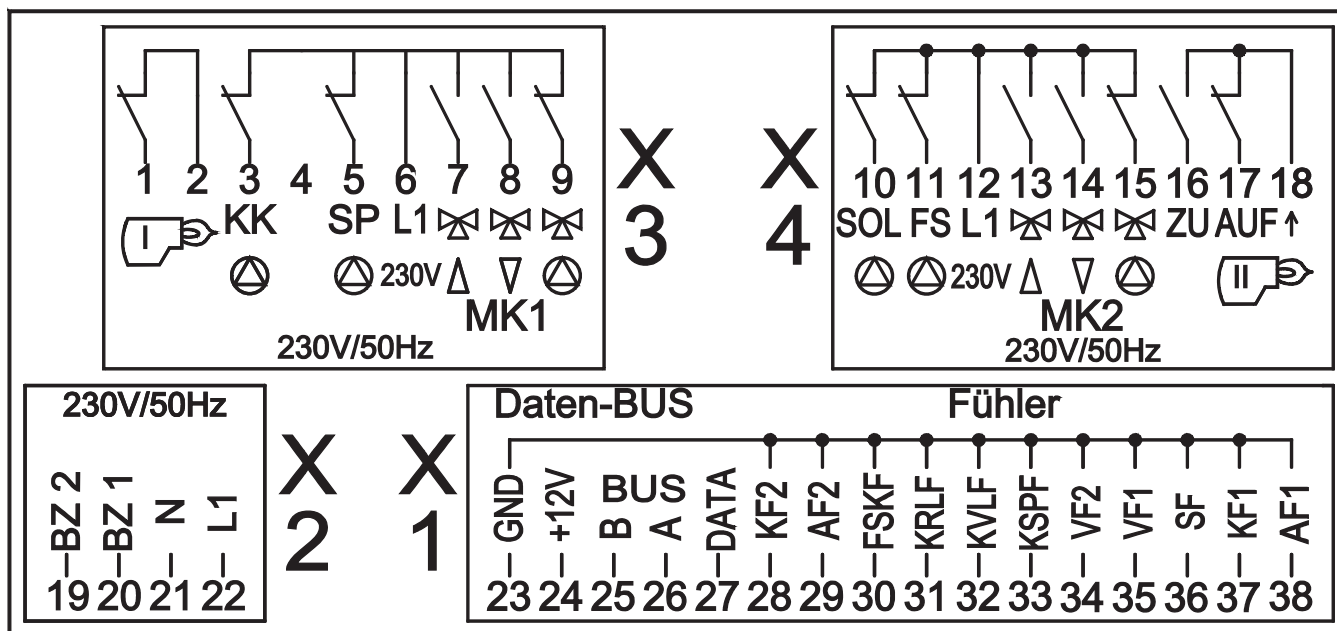 1 2 3 4 5 6 7 8 9
I KK SP L1
230V
MK1
230V/50Hz
X
3
X
4
10 11 12 13 14 15 16 17 18
SOL FS L1 ZU AUF ↑
230V II
MK2
230V/50Hz
230V/50Hz
BZ 2 BZ 1 N L1
19 20 21 22
X
2
X
1
Daten-BUS Fühler
BUS
GND +12V B A DATA KF2 AF2 FSKF KRLF KVLF KSPF VF2 VF1 SF KF1 AF1
23 24 25 26 27 28 29 30 31 32 33 34 35 36 37 38